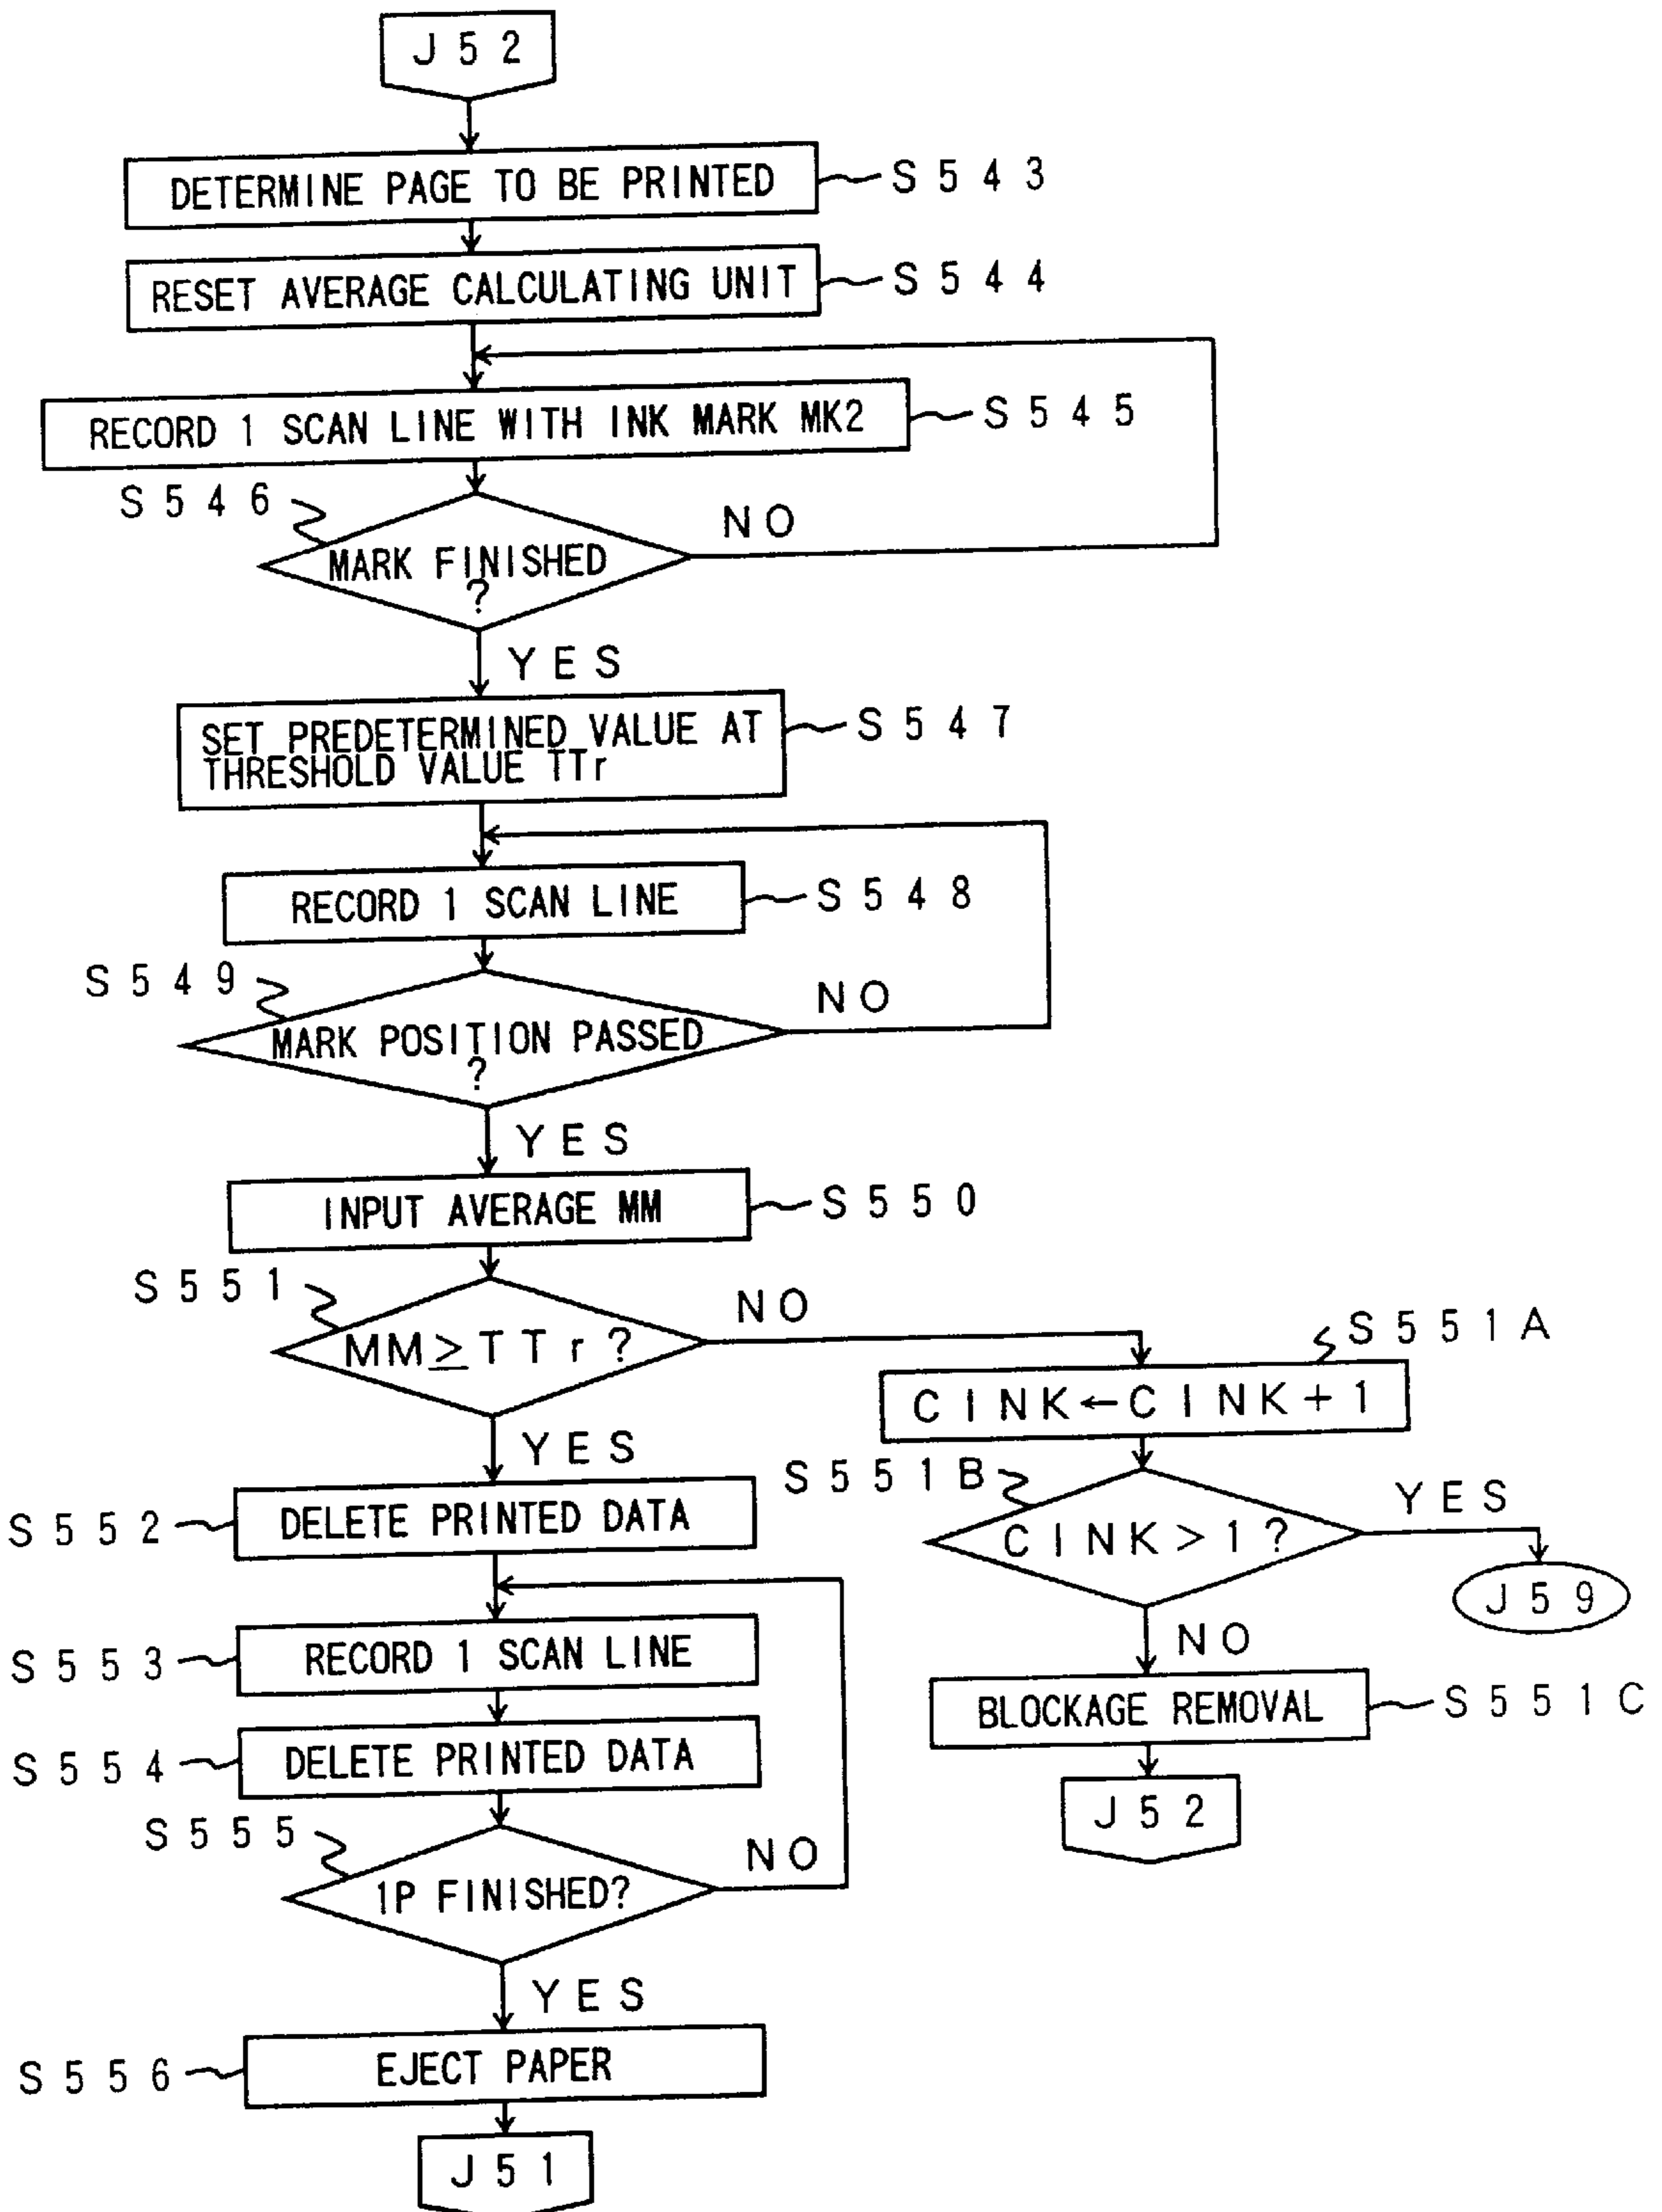 J52
DETERMINE PAGE TO BE PRINTED
S543
RESET AVERAGE CALCULATING UNIT
S544
RECORD 1 SCAN LINE WITH INK MARK MK2
S545
S546
MARK FINISHED
?
NO
YES
SET PREDETERMINED VALUE AT
THRESHOLD VALUE TTr
S547
RECORD 1 SCAN LINE
S548
S549
MARK POSITION PASSED
?
NO
YES
INPUT AVERAGE MM
S550
S551
MM≥TTr?
NO
YES
S551A
CINK←CINK+1
S551B
CINK>1?
YES
J59
NO
BLOCKAGE REMOVAL
S551C
J52
S552
DELETE PRINTED DATA
S553
RECORD 1 SCAN LINE
S554
DELETE PRINTED DATA
S555
1P FINISHED?
NO
YES
S556
EJECT PAPER
J51